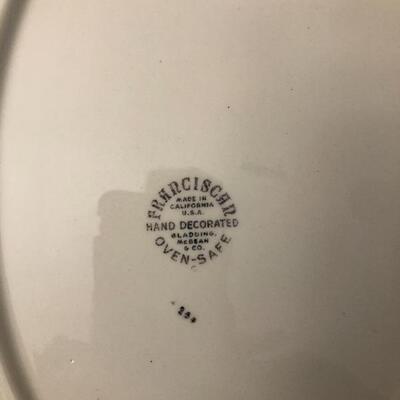 FRANCISCAN
MADE IN
CALIFORNIA
U.S.A.
HAND DECORATED
GLADDING,
McBEAN
& CO.
OVEN-SAFE